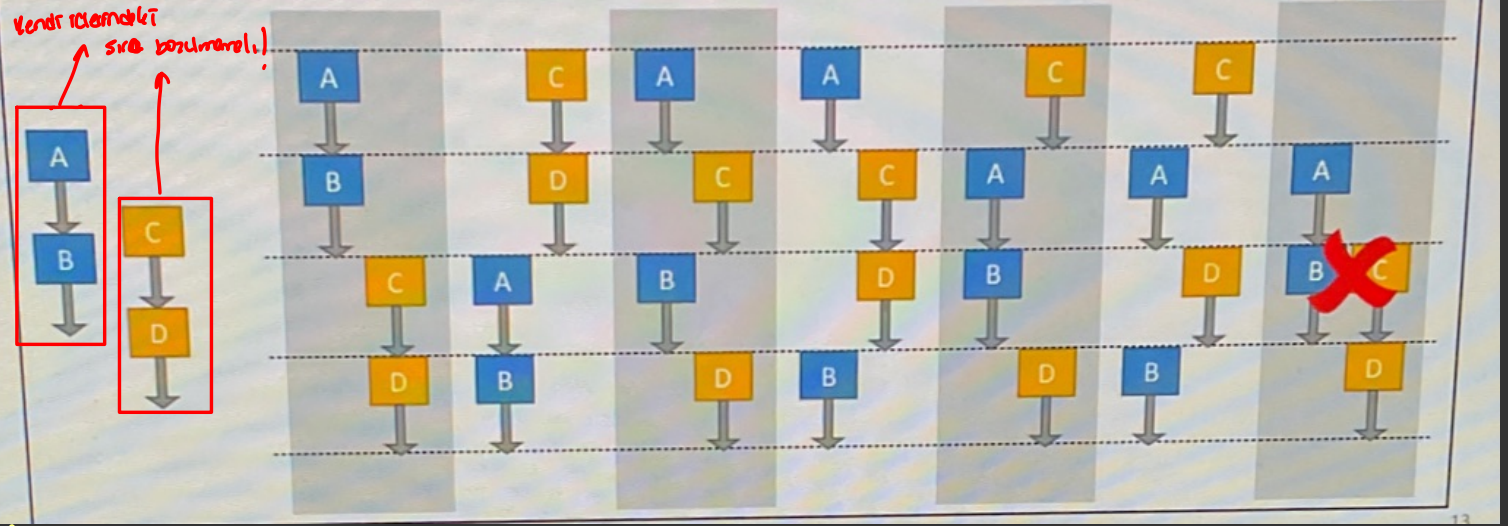 Kendi içlerindeki
sıra bozulmamalı!
A
B
C
D
A C A A C C
B D C C A A A
C A B D B D B C
D B D B D B D
13